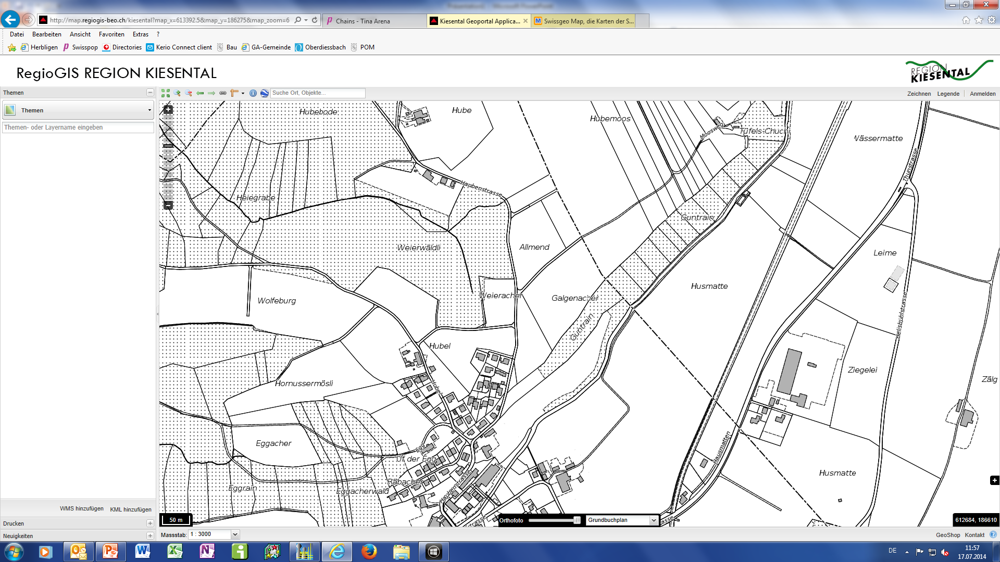 http://map.regiogis-beo.ch/kiesental?map_x=613392.5&map_y=186275&map_zoom=6
Chains - Tina Arena
Kiesental Geoportal Applica...
Swissgeo Map, die Karten der S...
Datei Bearbeiten Ansicht Favoriten Extras ?
Herbligen Swisspop Directories Kerio Connect client Bau GA-Gemeinde Oberdiessbach POM
RegioGIS REGION KIESENTAL
REGION
KIESENTAL
Themen
Suche Ort, Objekte...
Zeichnen Legende Anmelden
Themen
Themen- oder Layername eingeben
Hubebode
Hube
Hubemoos
Moosweg
Tüfels-Chuchi
Wässermatte
Thunstrasse
Haubenstrasse
Heiegrabe
Guntrain
Weierwäldli
Allmend
Leime
Husmatte
Wolfeburg
Weieracher
Galgenacher
Guntrain
Helisbühlstrasse
Hubel
Ziegelei
Zälg
Hornussermösli
Hubel
Eggacher
Egg
Uf der Egg
Husmatten
Räbacher
Haubenstrasse
Husmatte
Eggrain
Eggacherwald
WMS hinzufügen KML hinzufügen
50 m
Orthofoto
Grundbuchplan
612684, 186610
Drucken
Neuigkeiten
Massstab: 1 : 3000
GeoShop Kontakt
DE
11:57
17.07.2014